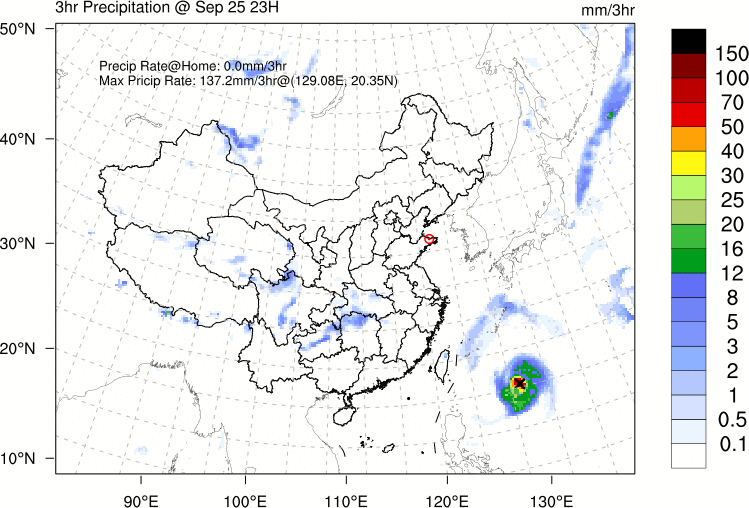 3hr Precipitation @ Sep 25 23H
mm/3hr
Precip Rate@Home: 0.0mm/3hr
Max Pricip Rate: 137.2mm/3hr@(129.08E, 20.35N)
50°N
40°N
30°N
20°N
10°N
90°E
100°E
110°E
120°E
130°E
150
100
70
50
40
30
25
20
16
12
8
5
3
2
1
0.5
0.1